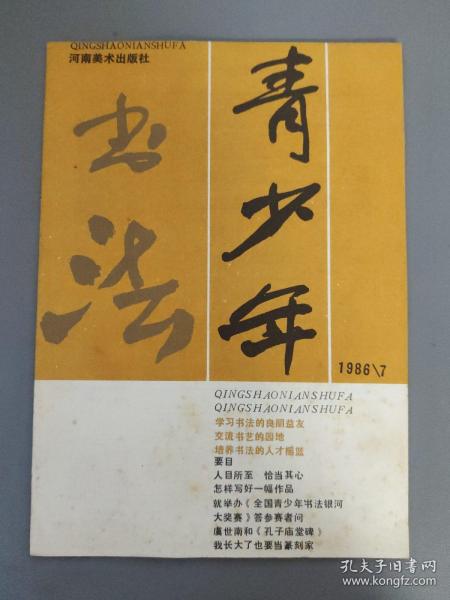 QINGSHAONIANSHUFA
河南美术出版社
青少年
书法
1986\7
QINGSHAONIANSHUFA
QINGSHAONIANSHUFA
学习书法的良朋益友
交流书艺的园地
培养书法的人才摇篮
要目
人目所至 恰当其心
怎样写好一幅作品
就举办《全国青少年书法银河
大奖赛》答参赛者问
虞世南和《孔子庙堂碑》
我长大了也要当篆刻家
孔夫子旧书网